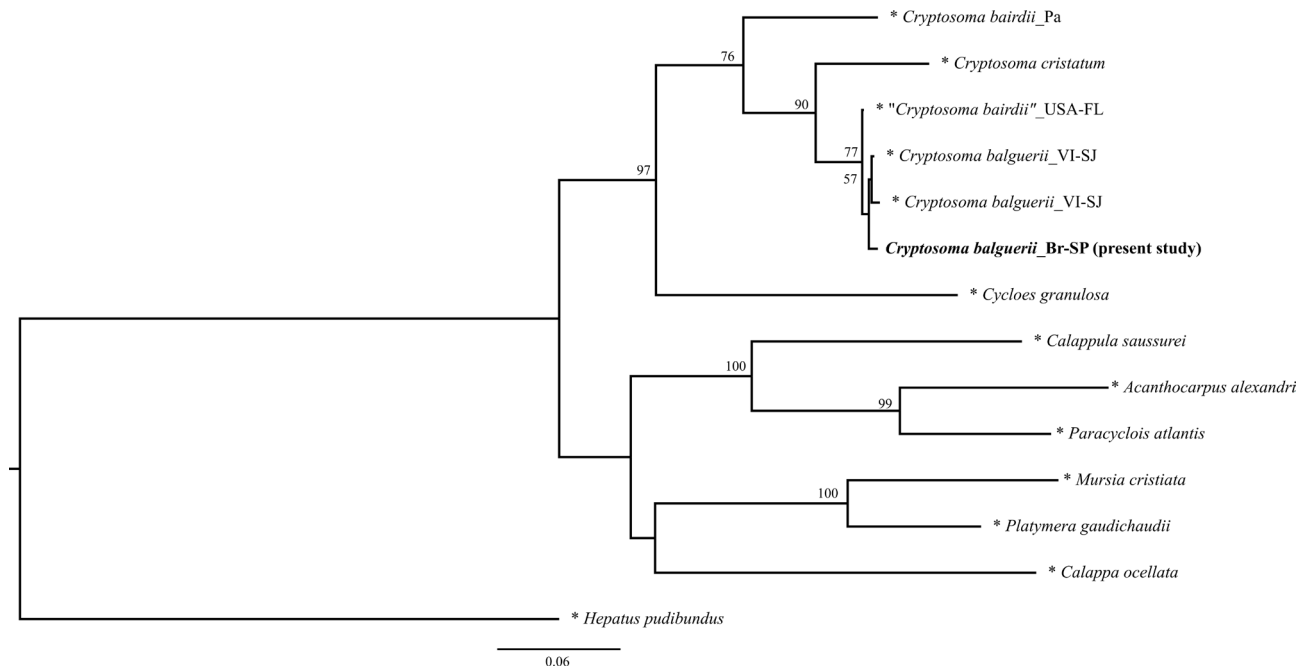 * Cryptosoma bairdii_Pa
76
* Cryptosoma cristatum
90
* "Cryptosoma bairdii"_USA-FL
77
* Cryptosoma balguerii_VI-SJ
97
57
* Cryptosoma balguerii_VI-SJ
Cryptosoma balguerii_Br-SP (present study)
* Cycloes granulosa
* Calappula saussurei
100
* Acanthocarpus alexandri
99
* Paracyclois atlantis
* Mursia cristiata
100
* Platymera gaudichaudii
* Calappa ocellata
* Hepatus pudibundus
0.06